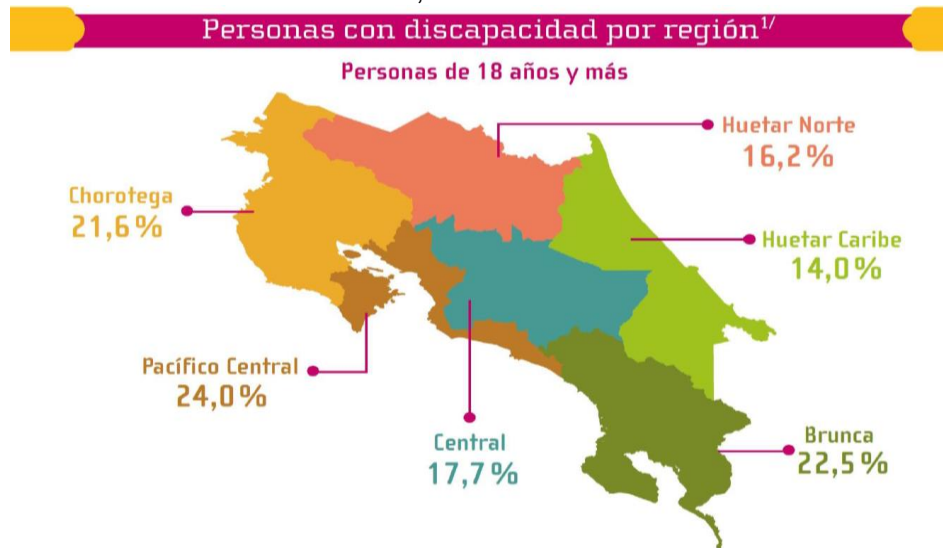 Personas con discapacidad por región1/
Personas de 18 años y más
Huetar Norte
16,2%
Chorotega
21,6%
Huetar Caribe
14,0%
Pacífico Central
24,0%
Central
17,7%
Brunca
22,5%